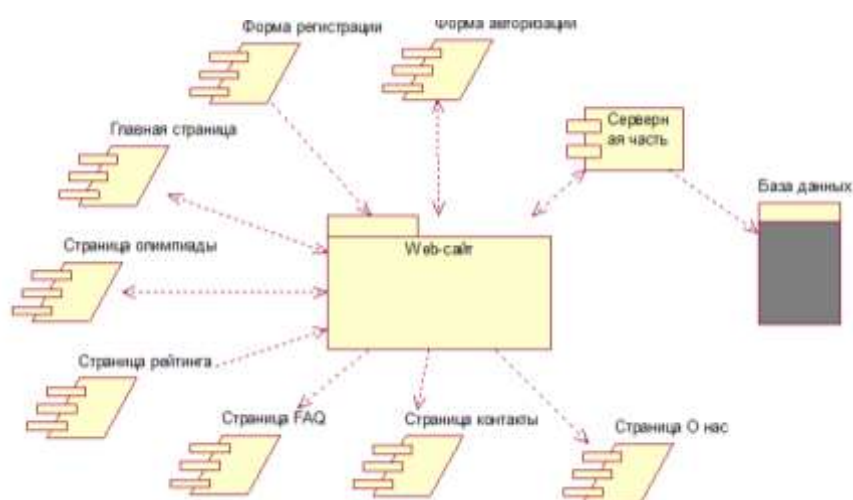 Форма регистрации
Форма авторизации
Главная страница
Серверн
ая часть
База данных
Страница олимпиады
Web-сайт
Страница рейтинга
Страница FAQ
Страница контакты
Страница О нас